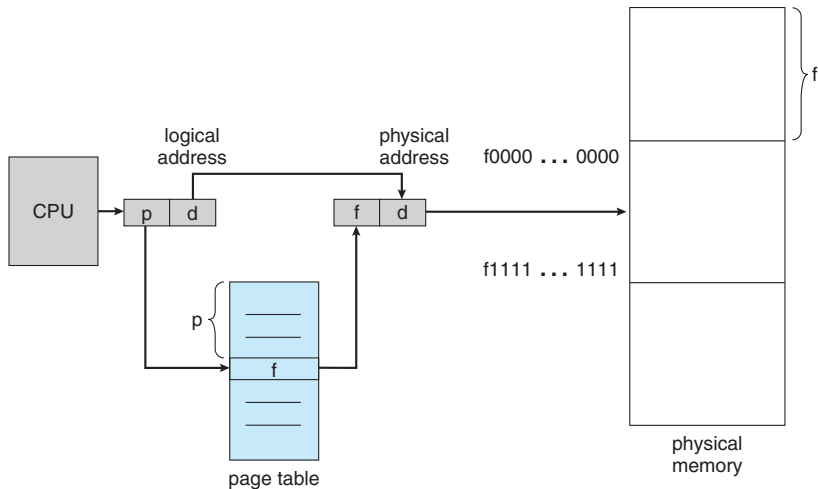 f
logical
address
physical
address
f0000 ... 0000
CPU
p d
f d
f1111 ... 1111
p
f
page table
physical
memory